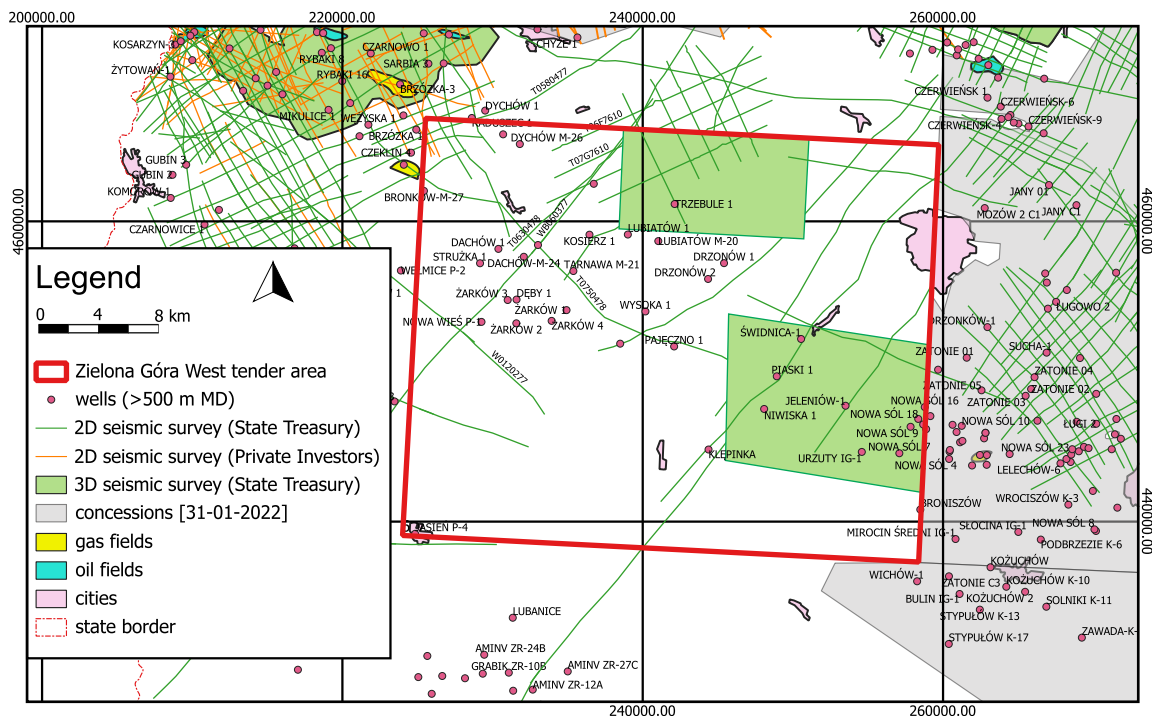 200000.00 220000.00 240000.00 260000.00
KOSARZYN-3
CZARNOWO 1
CHYŻE 1
RYBAKI 8
SARBIA 3
ŻYTOWAN-1
RYBAKI 16
BRZÓZKA-3
T0580477
CZERWIEŃSK 1
CZERWIEŃSK-6
DYCHÓW 1
MIKULICE 1
WĘŻYSKA 1
RADUSZEC 1
CZERWIEŃSK-9
CZERWIEŃSK-4
BRZÓZKA 1
DYCHÓW M-26
CZEKLIN 4
T07G7610
GUBIN 3
GUBIN 2
KOMORÓW-1
BRONKÓW-M-27
JANY 01
TRZEBULE 1
MOZÓW 2
JANY C1
460000.00
460000.00
CZARNOWICE 1
T0630478
W8060377
LUBIATÓW 1
DACHÓW 1
KOSIERZ 1
LUBIATÓW M-20
STRUŻKA 1
DACHÓW-M-24
TARNAWA M-21
DRZONÓW 1
WEŁMICE P-2
DRZONÓW 2
Legend
0 4 8 km
T0750478
ŻARKÓW 3
DĘBY 1
WYSOKA 1
ŁUGOWO 2
ŻARKÓW 1
NOWA WIEŚ P-1
ŻARKÓW 2
ŻARKÓW 4
DRZONKÓW-1
ŚWIDNICA-1
PAJĘCZNO 1
SUCHA-1
ZATONIE 01
W0120277
PIASKI 1
ZATONIE 04
ZATONIE 05
ZATONIE 02
Zielona Góra West tender area
wells (>500 m MD)
2D seismic survey (State Treasury)
2D seismic survey (Private Investors)
3D seismic survey (State Treasury)
concessions [31-01-2022]
gas fields
oil fields
cities
state border
JELENIÓW-1
NOWA SÓL 16
ZATONIE 03
NIWISKA 1
NOWA SÓL 18
NOWA SÓL 10
ŁUGI 2
NOWA SÓL 9
NOWA SÓL 7
NOWA SÓL 23
KLĘPINKA
URZUTY IG-1
NOWA SÓL 4
LELECHÓW-6
BRONISZÓW
WROCISZÓW K-3
440000.00
JASIEŃ P-4
MIROCIN ŚREDNI IG-1
SŁOCINA IG-1
NOWA SÓL 8
PODBRZEZIE K-6
KOŻUCHÓW
WICHÓW-1
ZATONIE C3
KOŻUCHÓW K-10
BULIN IG-1
KOŻUCHÓW 2
SOLNIKI K-11
LUBANICE
STYPUŁÓW K-13
STYPUŁÓW K-17
ZAWADA-K-
AMINV ZR-24B
GRABIK ZR-10B
AMINV ZR-27C
AMINV ZR-12A
240000.00 260000.00